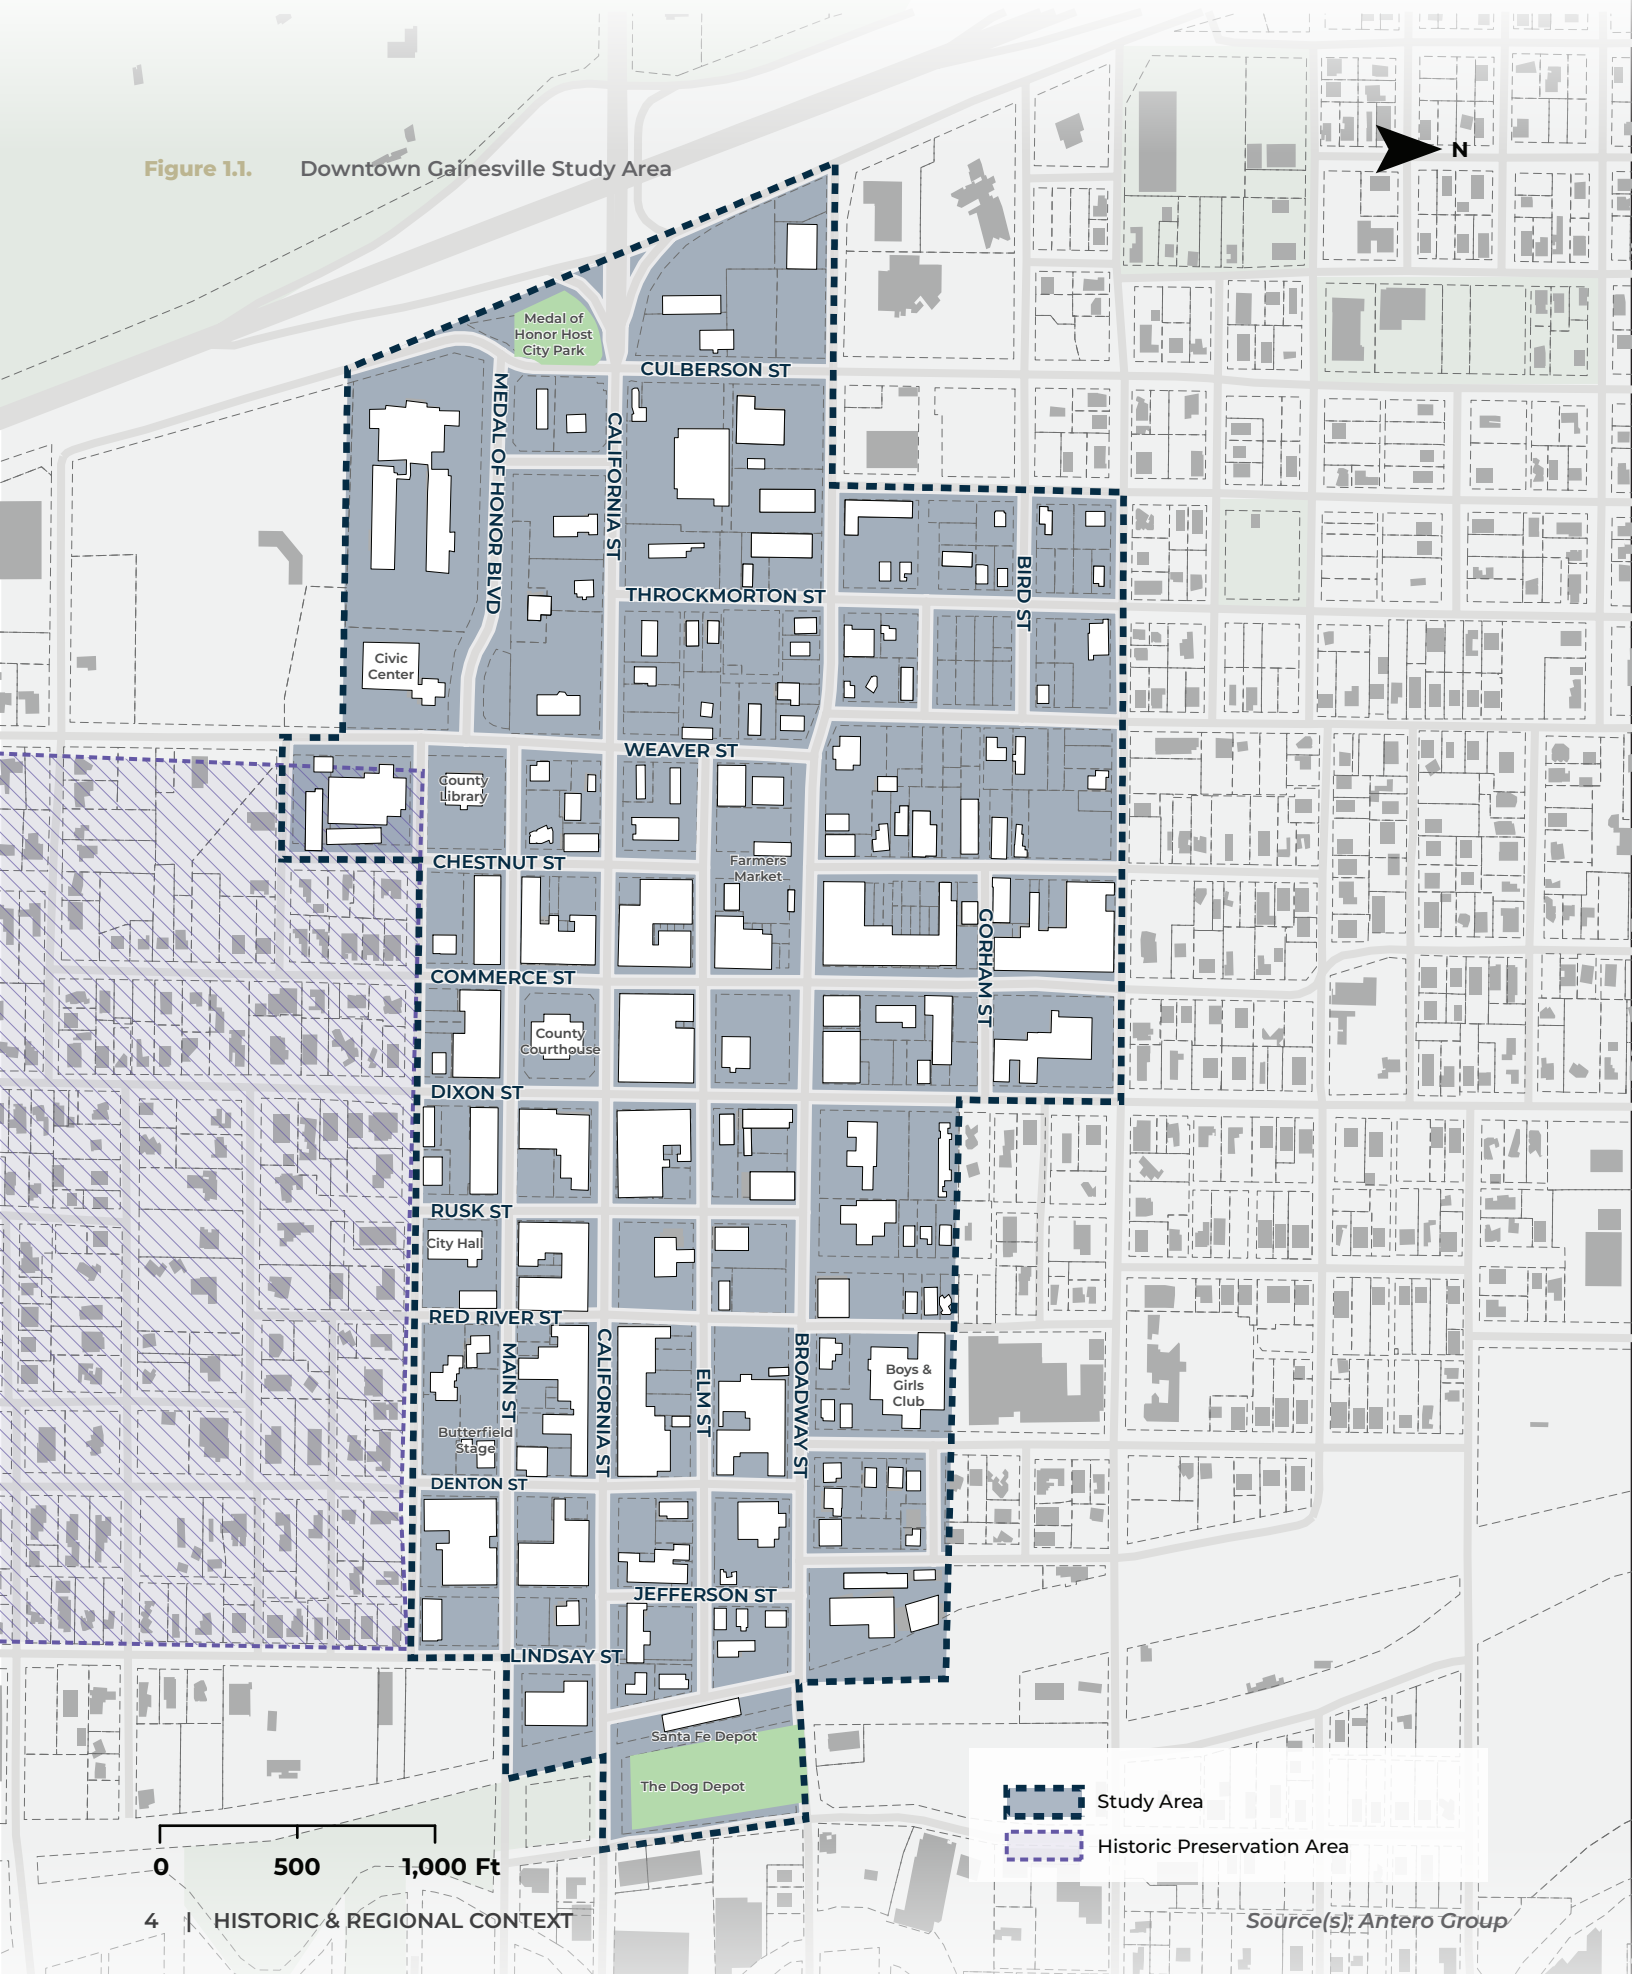 Figure 1.1. Downtown Gainesville Study Area
N
Medal of
Honor Host
City Park
CULBERSON ST
MEDAL OF HONOR BLVD
CALIFORNIA ST
BIRD ST
THROCKMORTON ST
Civic
Center
WEAVER ST
County
Library
CHESTNUT ST
Farmers
Market
GORHAM ST
COMMERCE ST
County
Courthouse
DIXON ST
RUSK ST
City Hall
RED RIVER ST
MAIN ST
CALIFORNIA ST
ELM ST
BROADWAY ST
Boys &
Girls
Club
Butterfield
Stage
DENTON ST
JEFFERSON ST
LINDSAY ST
Santa Fe Depot
The Dog Depot
Study Area
Historic Preservation Area
0 500 1,000 Ft
4 | HISTORIC & REGIONAL CONTEXT
Source(s): Antero Group